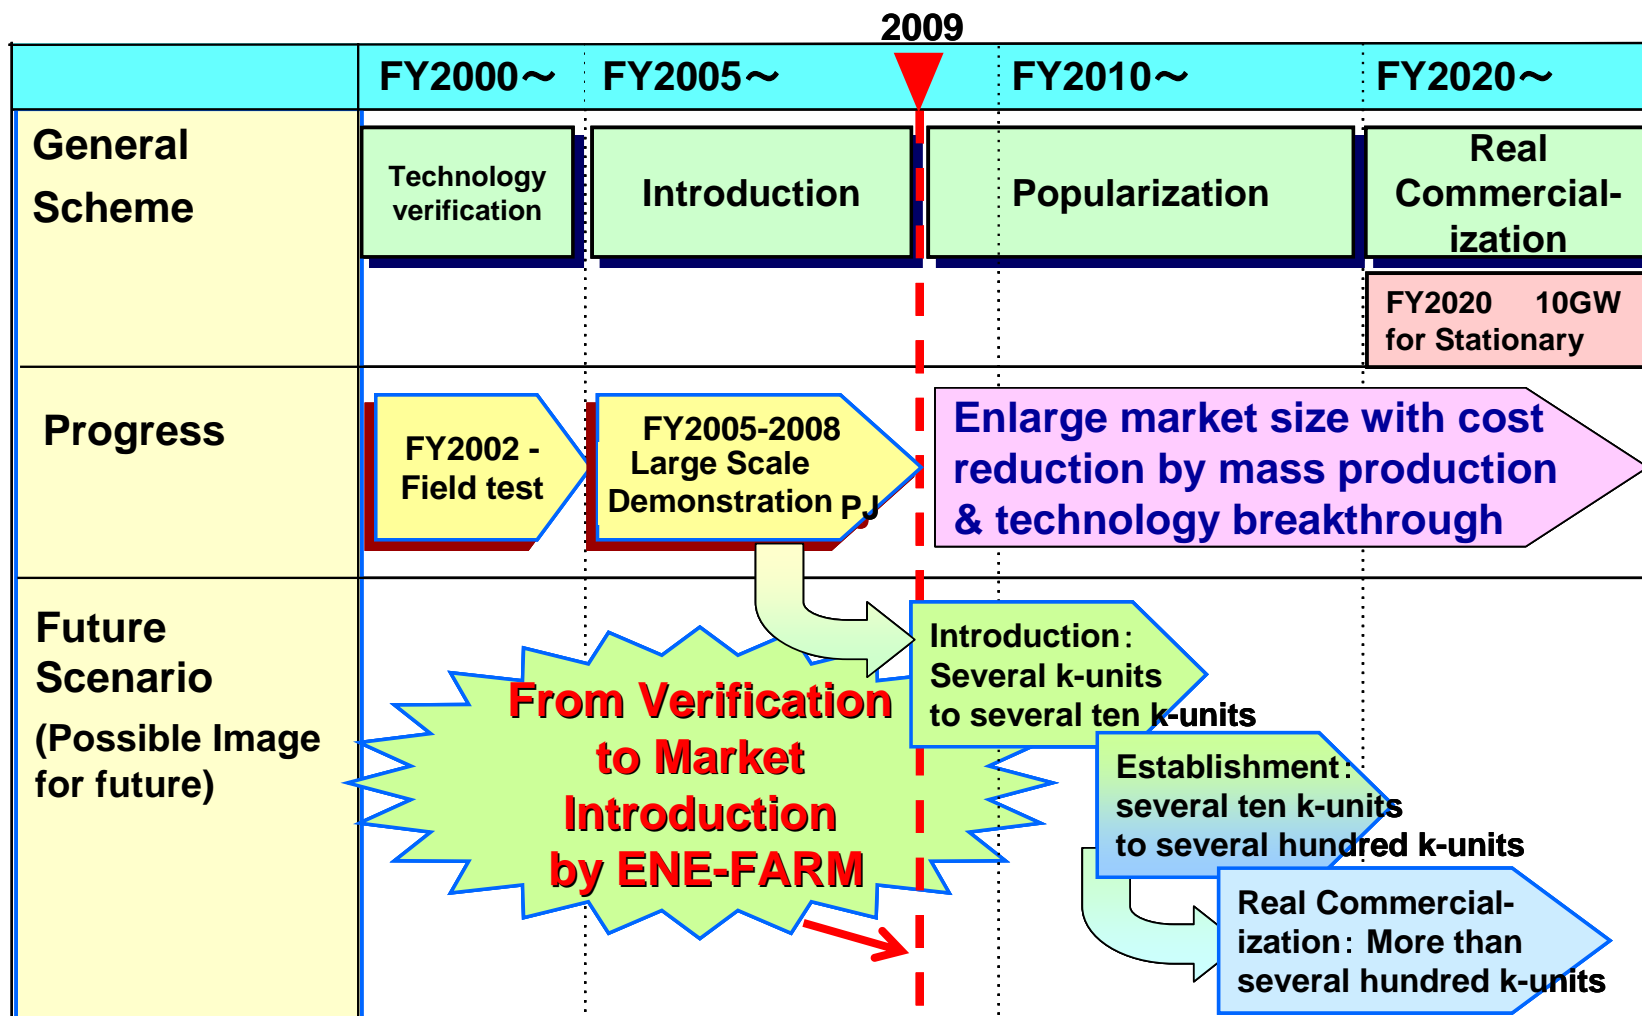 2009
FY2000～
FY2005～
FY2010～
FY2020～
General
Scheme
Technology
verification
Introduction
Popularization
Real
Commercial-
ization
FY2020 10GW
for Stationary
Progress
FY2002 -
Field test
FY2005-2008
Large Scale
Demonstration PJ
Enlarge market size with cost
reduction by mass production
& technology breakthrough
Future
Scenario
(Possible Image
for future)
From Verification
to Market
Introduction
by ENE-FARM
Introduction：
Several k-units
to several ten k-units
Establishment：
several ten k-units
to several hundred k-units
Real Commercial-
ization：More than
several hundred k-units